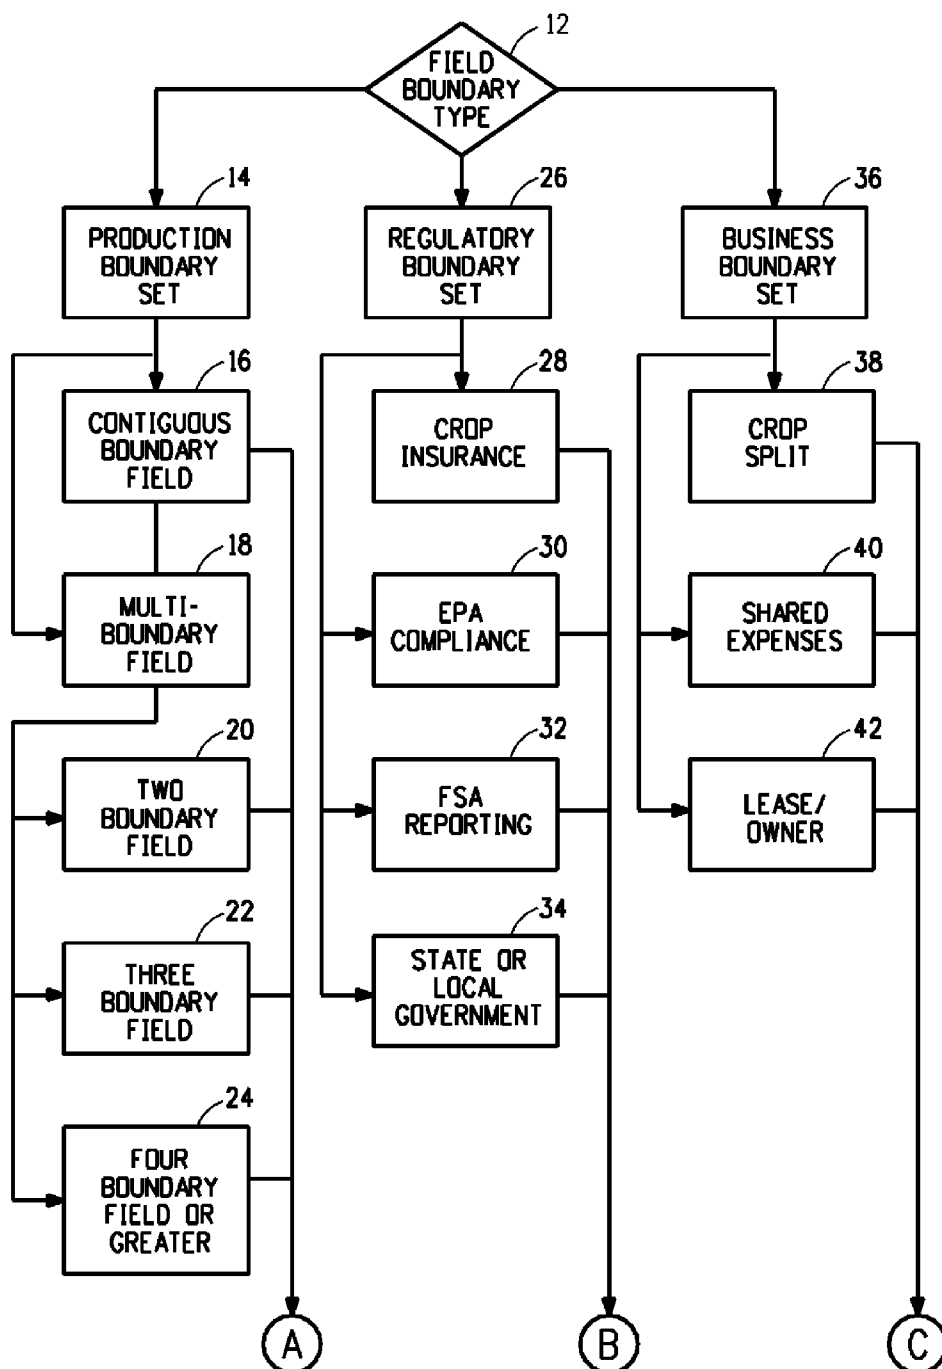 12
FIELD
BOUNDARY
TYPE
14
PRODUCTION
BOUNDARY
SET
26
REGULATORY
BOUNDARY
SET
36
BUSINESS
BOUNDARY
SET
16
CONTIGUOUS
BOUNDARY
FIELD
28
CROP
INSURANCE
38
CROP
SPLIT
18
MULTI-
BOUNDARY
FIELD
30
EPA
COMPLIANCE
40
SHARED
EXPENSES
20
TWO
BOUNDARY
FIELD
32
FSA
REPORTING
42
LEASE/
OWNER
22
THREE
BOUNDARY
FIELD
34
STATE OR
LOCAL
GOVERNMENT
24
FOUR
BOUNDARY
FIELD OR
GREATER
A
B
C